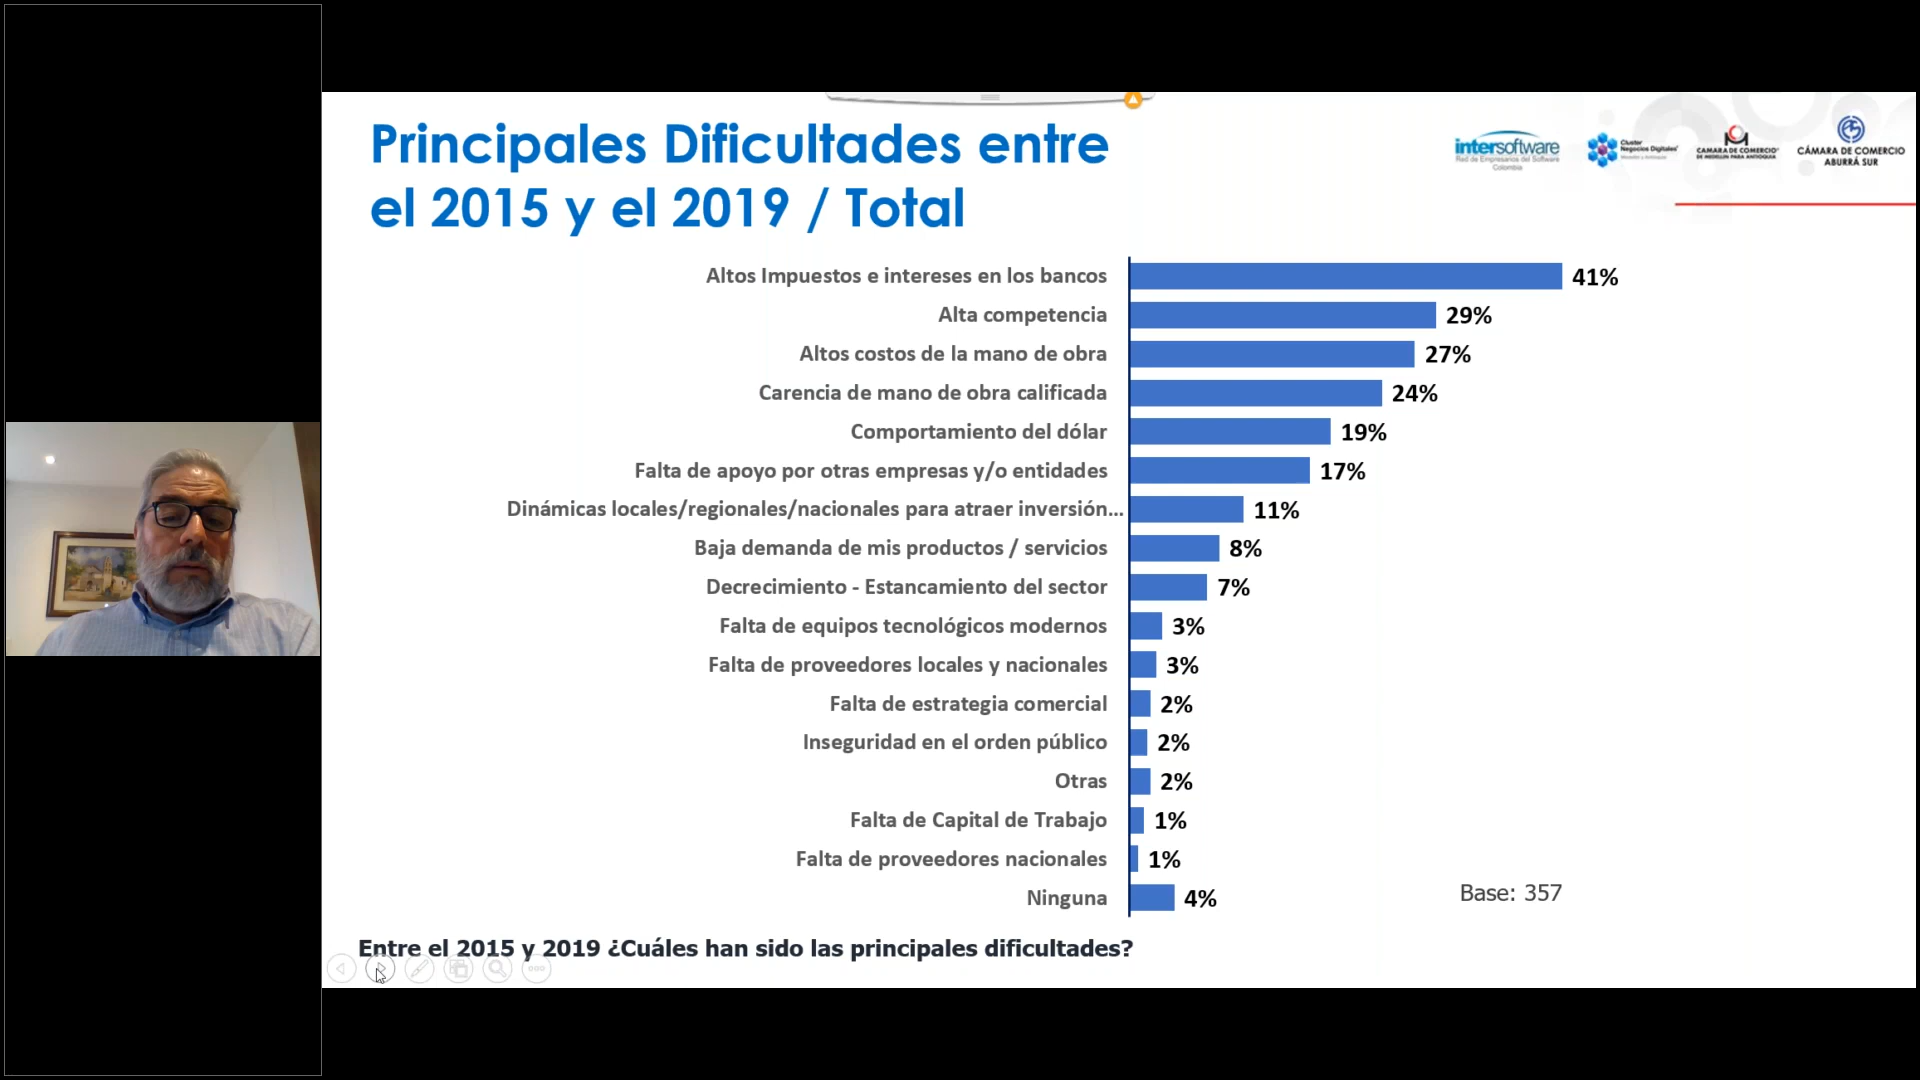 Principales Dificultades entre
el 2015 y el 2019 / Total
intersoftware
Red de Empresarios del Software
Colombia
Cluster
Negocios Digitales
CAMARA DE COMERCIO
DE MEDELLIN PARA ANTIOQUIA
CÁMARA DE COMERCIO
ABURRÁ SUR
Altos Impuestos e intereses en los bancos 41%
Alta competencia 29%
Altos costos de la mano de obra 27%
Carencia de mano de obra calificada 24%
Comportamiento del dólar 19%
Falta de apoyo por otras empresas y/o entidades 17%
Dinámicas locales/regionales/nacionales para atraer inversión... 11%
Baja demanda de mis productos / servicios 8%
Decrecimiento - Estancamiento del sector 7%
Falta de equipos tecnológicos modernos 3%
Falta de proveedores locales y nacionales 3%
Falta de estrategia comercial 2%
Inseguridad en el orden público 2%
Otras 2%
Falta de Capital de Trabajo 1%
Falta de proveedores nacionales 1%
Ninguna 4%
Base: 357
Entre el 2015 y 2019 ¿Cuáles han sido las principales dificultades?